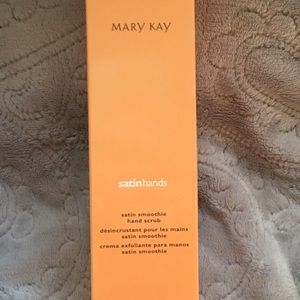 MARY KAY
satinhands
satin smoothie
hand scrub
désincrustant pour les mains
satin smoothie
crema exfoliante para manos
satin smoothie